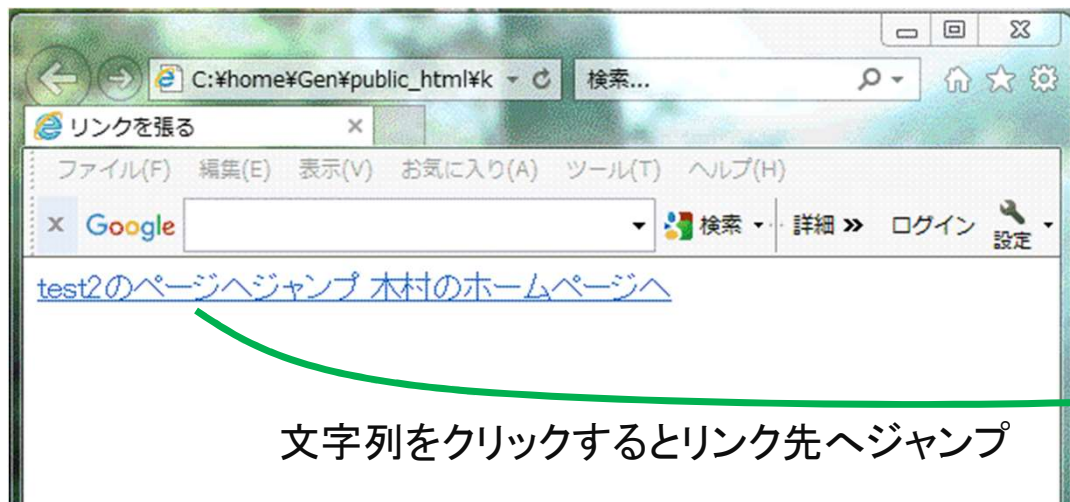 C:¥home¥Gen¥public_html¥k
検索...
リンクを張る
ファイル(F) 編集(E) 表示(V) お気に入り(A) ツール(T) ヘルプ(H)
x Google 検索 詳細 » ログイン 設定
test2のページへジャンプ 木村のホームページへ
文字列をクリックするとリンク先へジャンプ